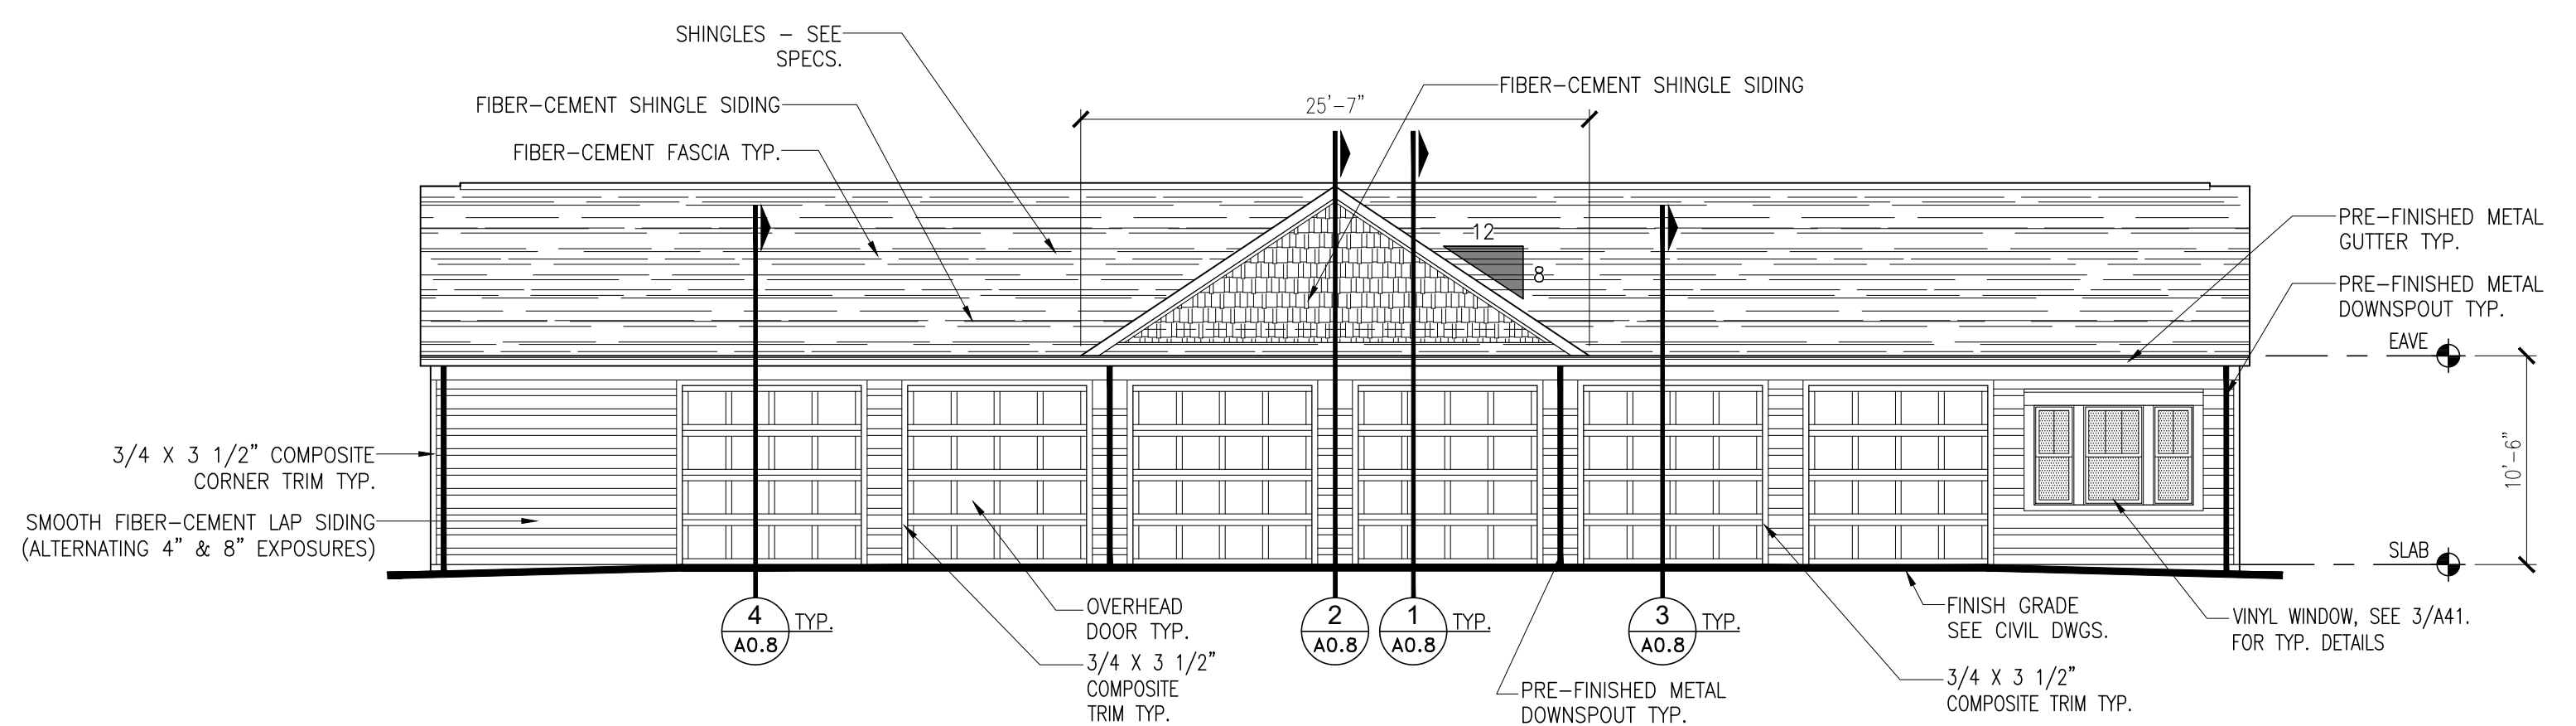 SHINGLES – SEE
SPECS.
FIBER–CEMENT SHINGLE SIDING
FIBER–CEMENT FASCIA TYP.
25'–7"
FIBER–CEMENT SHINGLE SIDING
12
8
PRE–FINISHED METAL
GUTTER TYP.
PRE–FINISHED METAL
DOWNSPOUT TYP.
EAVE
10'–6"
SLAB
3/4 X 3 1/2" COMPOSITE
CORNER TRIM TYP.
SMOOTH FIBER–CEMENT LAP SIDING
(ALTERNATING 4" & 8" EXPOSURES)
4
A0.8
TYP.
OVERHEAD
DOOR TYP.
3/4 X 3 1/2"
COMPOSITE
TRIM TYP.
2
A0.8
1
A0.8
TYP.
PRE–FINISHED METAL
DOWNSPOUT TYP.
3
A0.8
TYP.
FINISH GRADE
SEE CIVIL DWGS.
3/4 X 3 1/2"
COMPOSITE TRIM TYP.
VINYL WINDOW, SEE 3/A41.
FOR TYP. DETAILS